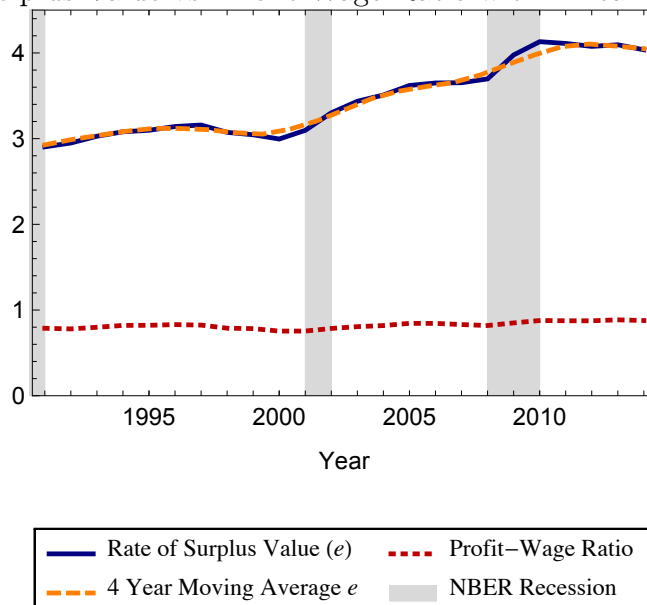 4
3
2
1
0
1995 2000 2005 2010
Year
Rate of Surplus Value (e) Profit−Wage Ratio
4 Year Moving Average e NBER Recession